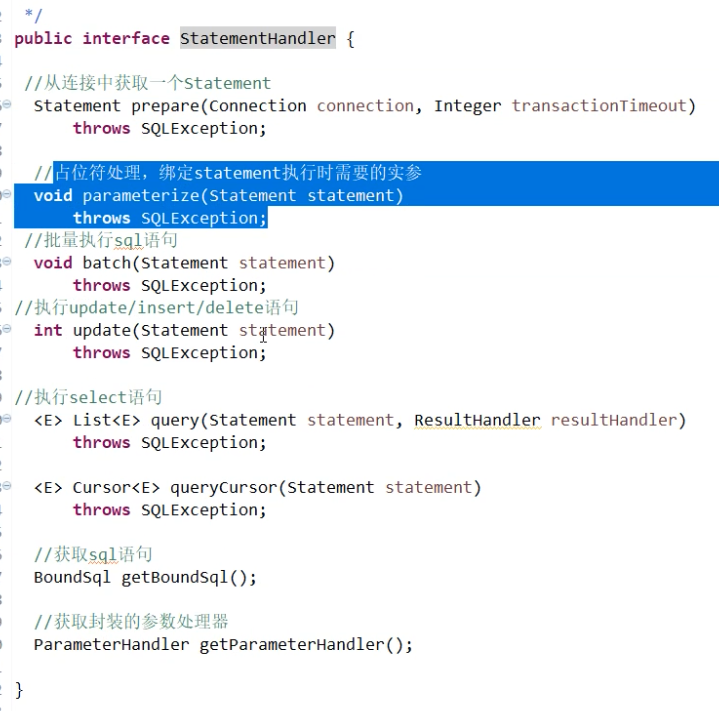 */
public interface StatementHandler {
//从连接中获取一个Statement
Statement prepare(Connection connection, Integer transactionTimeout)
throws SQLException;
//占位符处理，绑定statement执行时需要的实参
void parameterize(Statement statement)
throws SQLException;
//批量执行sql语句
void batch(Statement statement)
throws SQLException;
//执行update/insert/delete语句
int update(Statement statement)
throws SQLException;
//执行select语句
<E> List<E> query(Statement statement, ResultHandler resultHandler)
throws SQLException;
<E> Cursor<E> queryCursor(Statement statement)
throws SQLException;
//获取sql语句
BoundSql getBoundSql();
//获取封装的参数处理器
ParameterHandler getParameterHandler();
}